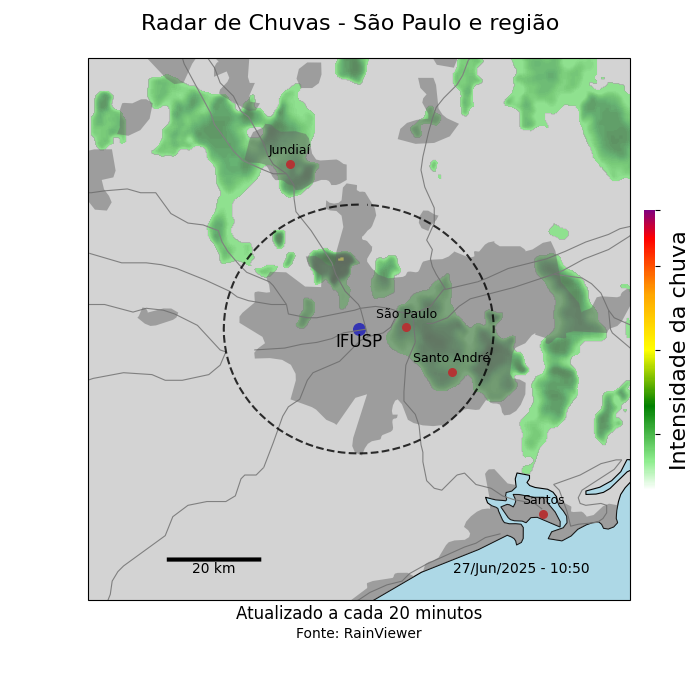 Radar de Chuvas - São Paulo e região
Jundiaí
São Paulo
IFUSP
Santo André
Santos
20 km
27/Jun/2025 - 10:50
Intensidade da chuva
Atualizado a cada 20 minutos
Fonte: RainViewer